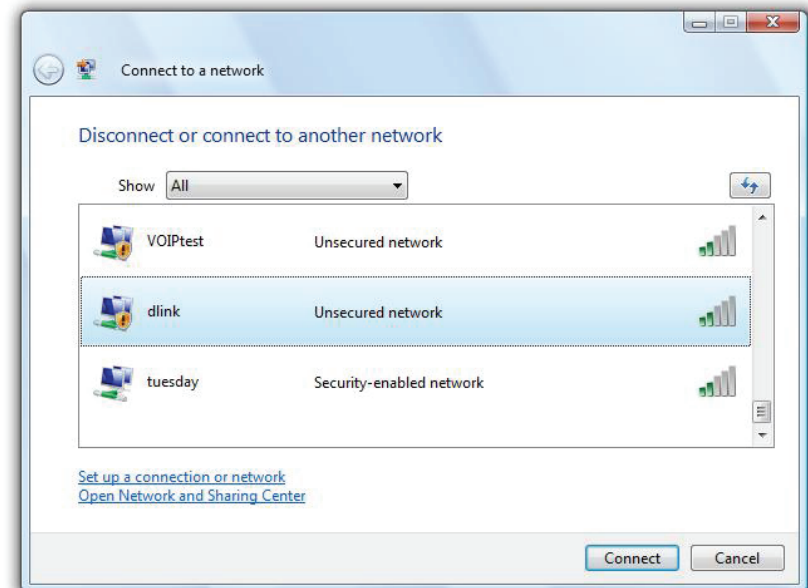 Connect to a network
Disconnect or connect to another network
Show All
VOIPtest Unsecured network
dlink Unsecured network
tuesday Security-enabled network
Set up a connection or network
Open Network and Sharing Center
Connect Cancel